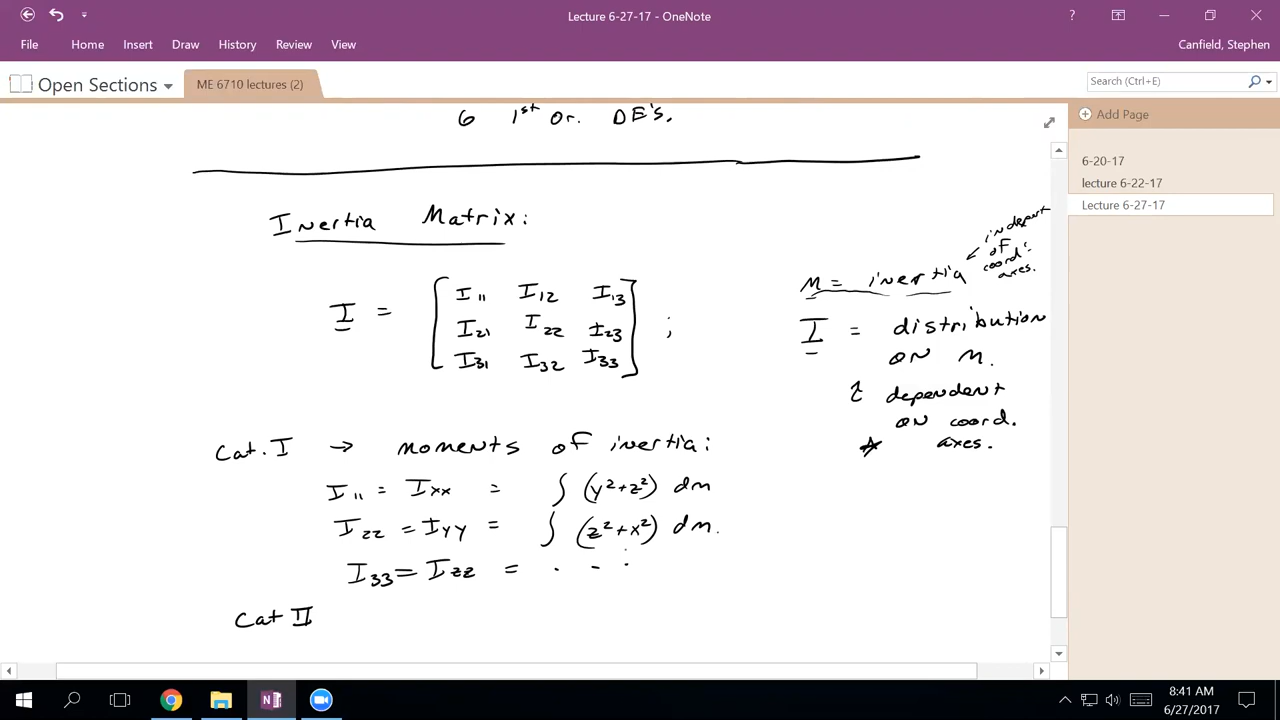 Lecture 6-27-17 - OneNote
?
File Home Insert Draw History Review View
Canfield, Stephen
Open Sections
ME 6710 lectures (2)
Search (Ctrl+E)
Add Page
6-20-17
lecture 6-22-17
Lecture 6-27-17
6 1st Or. DE's.
Inertia Matrix:
I = [ I11 I12 I13
I21 I22 I23
I31 I32 I33 ] ;
M = inertia
of
coord.
axes.
I = distribution
on M.
dependent
on coord.
axes.
Cat. I → moments of inertia:
I11 = Ixx = ∫ (y²+z²) dm
I22 = Iyy = ∫ (z²+x²) dm.
I33 = Izz = . . .
Cat II
8:41 AM
6/27/2017